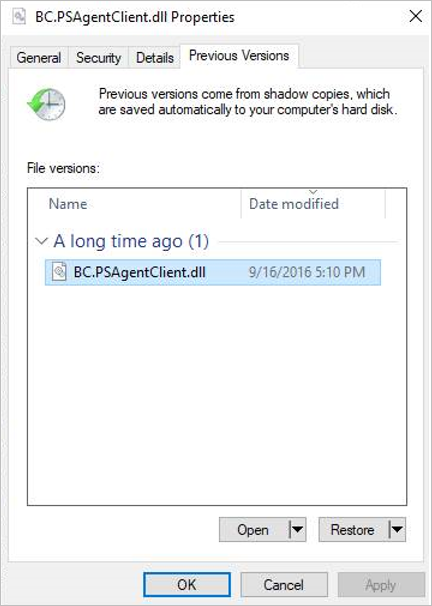 BC.PSAgentClient.dll Properties
General Security Details Previous Versions
Previous versions come from shadow copies, which
are saved automatically to your computer's hard disk.
File versions:
Name Date modified
A long time ago (1)
BC.PSAgentClient.dll 9/16/2016 5:10 PM
Open Restore
OK Cancel Apply